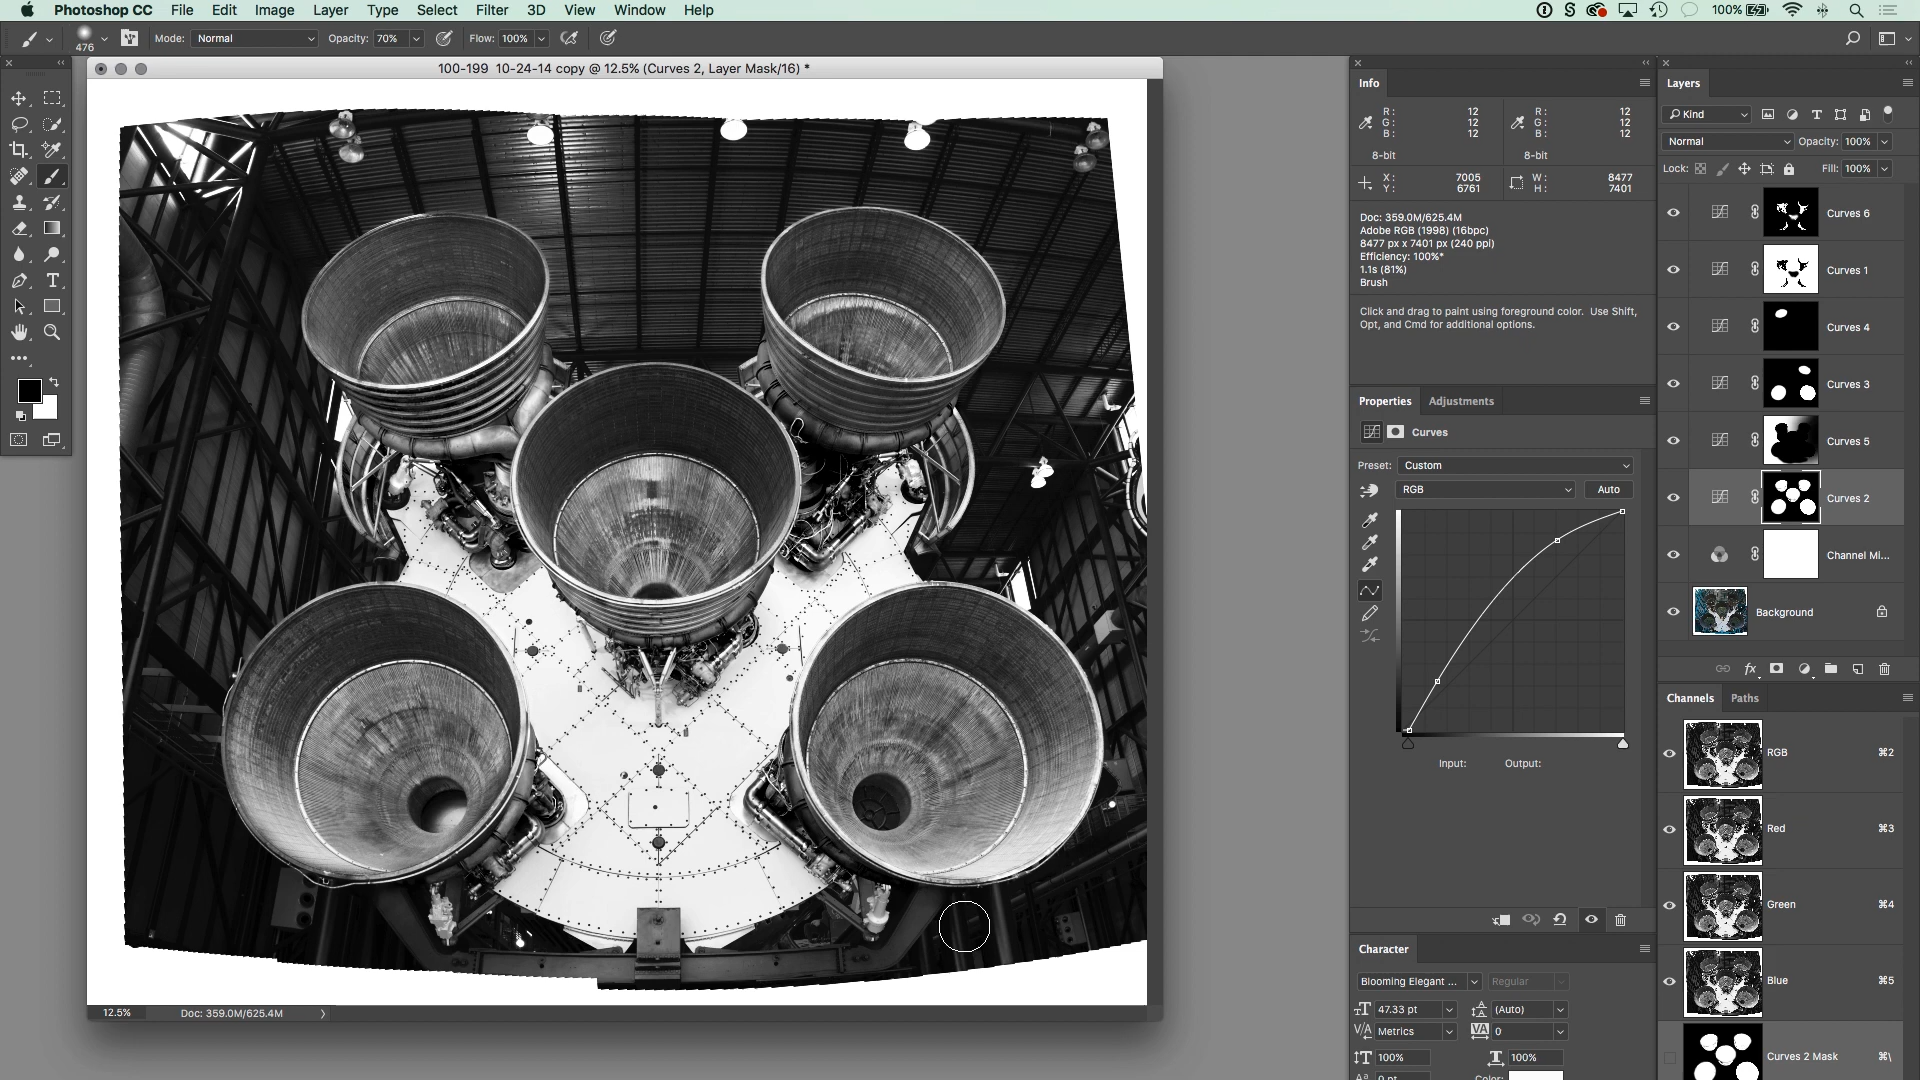 Photoshop CC File Edit Image Layer Type Select Filter 3D View Window Help 100%
476 Mode: Normal Opacity: 70% Flow: 100%
100-199 10-24-14 copy @ 12.5% (Curves 2, Layer Mask/16) *
Info
R: 12 R: 12
G: 12 G: 12
B: 12 B: 12
8-bit 8-bit
X: 7005 W: 8477
Y: 6761 H: 7401
Doc: 359.0M/625.4M
Adobe RGB (1998) (16bpc)
8477 px x 7401 px (240 ppi)
Efficiency: 100%*
1.1s (81%)
Brush
Click and drag to paint using foreground color. Use Shift,
Opt, and Cmd for additional options.
Properties Adjustments
Curves
Preset: Custom
RGB Auto
Input: Output:
Character
Blooming Elegant ... Regular
47.33 pt (Auto)
Metrics 0
100% 100%
0 pt Color:
Layers
Kind
Normal Opacity: 100%
Lock: Fill: 100%
Curves 6
Curves 1
Curves 4
Curves 3
Curves 5
Curves 2
Channel Mi...
Background
fx
Channels Paths
RGB ⌘2
Red ⌘3
Green ⌘4
Blue ⌘5
Curves 2 Mask ⌘\
12.5% Doc: 359.0M/625.4M